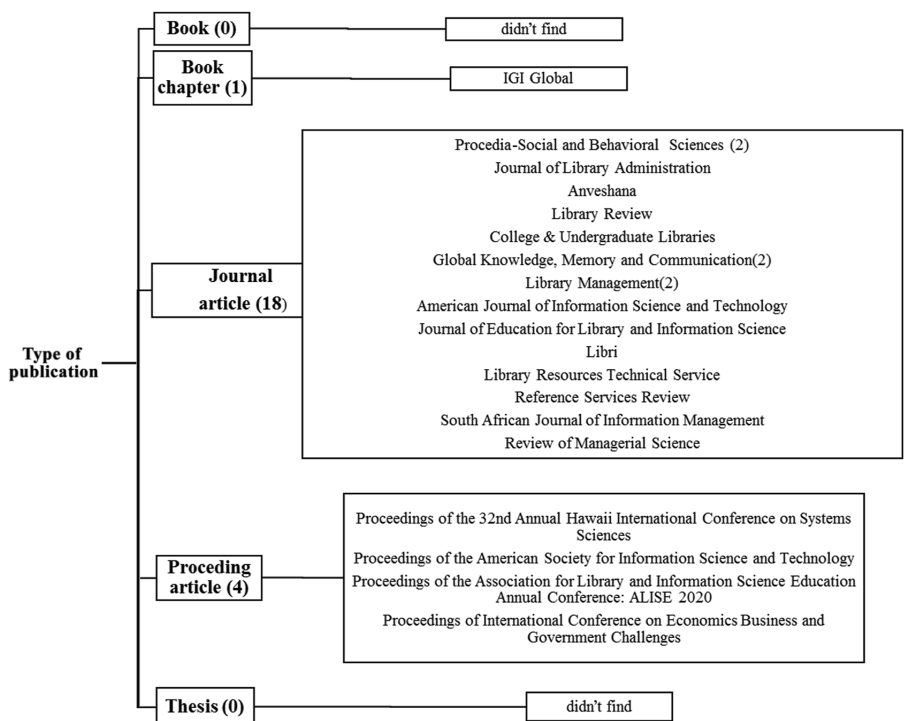 Type of
publication
Book (0)
didn't find
Book
chapter (1)
IGI Global
Journal
article (18)
Procedia-Social and Behavioral Sciences (2)
Journal of Library Administration
Anveshana
Library Review
College & Undergraduate Libraries
Global Knowledge, Memory and Communication(2)
Library Management(2)
American Journal of Information Science and Technology
Journal of Education for Library and Information Science
Libri
Library Resources Technical Service
Reference Services Review
South African Journal of Information Management
Review of Managerial Science
Proceding
article (4)
Proceedings of the 32nd Annual Hawaii International Conference on Systems
Sciences
Proceedings of the American Society for Information Science and Technology
Proceedings of the Association for Library and Information Science Education
Annual Conference: ALISE 2020
Proceedings of International Conference on Economics Business and
Government Challenges
Thesis (0)
didn't find